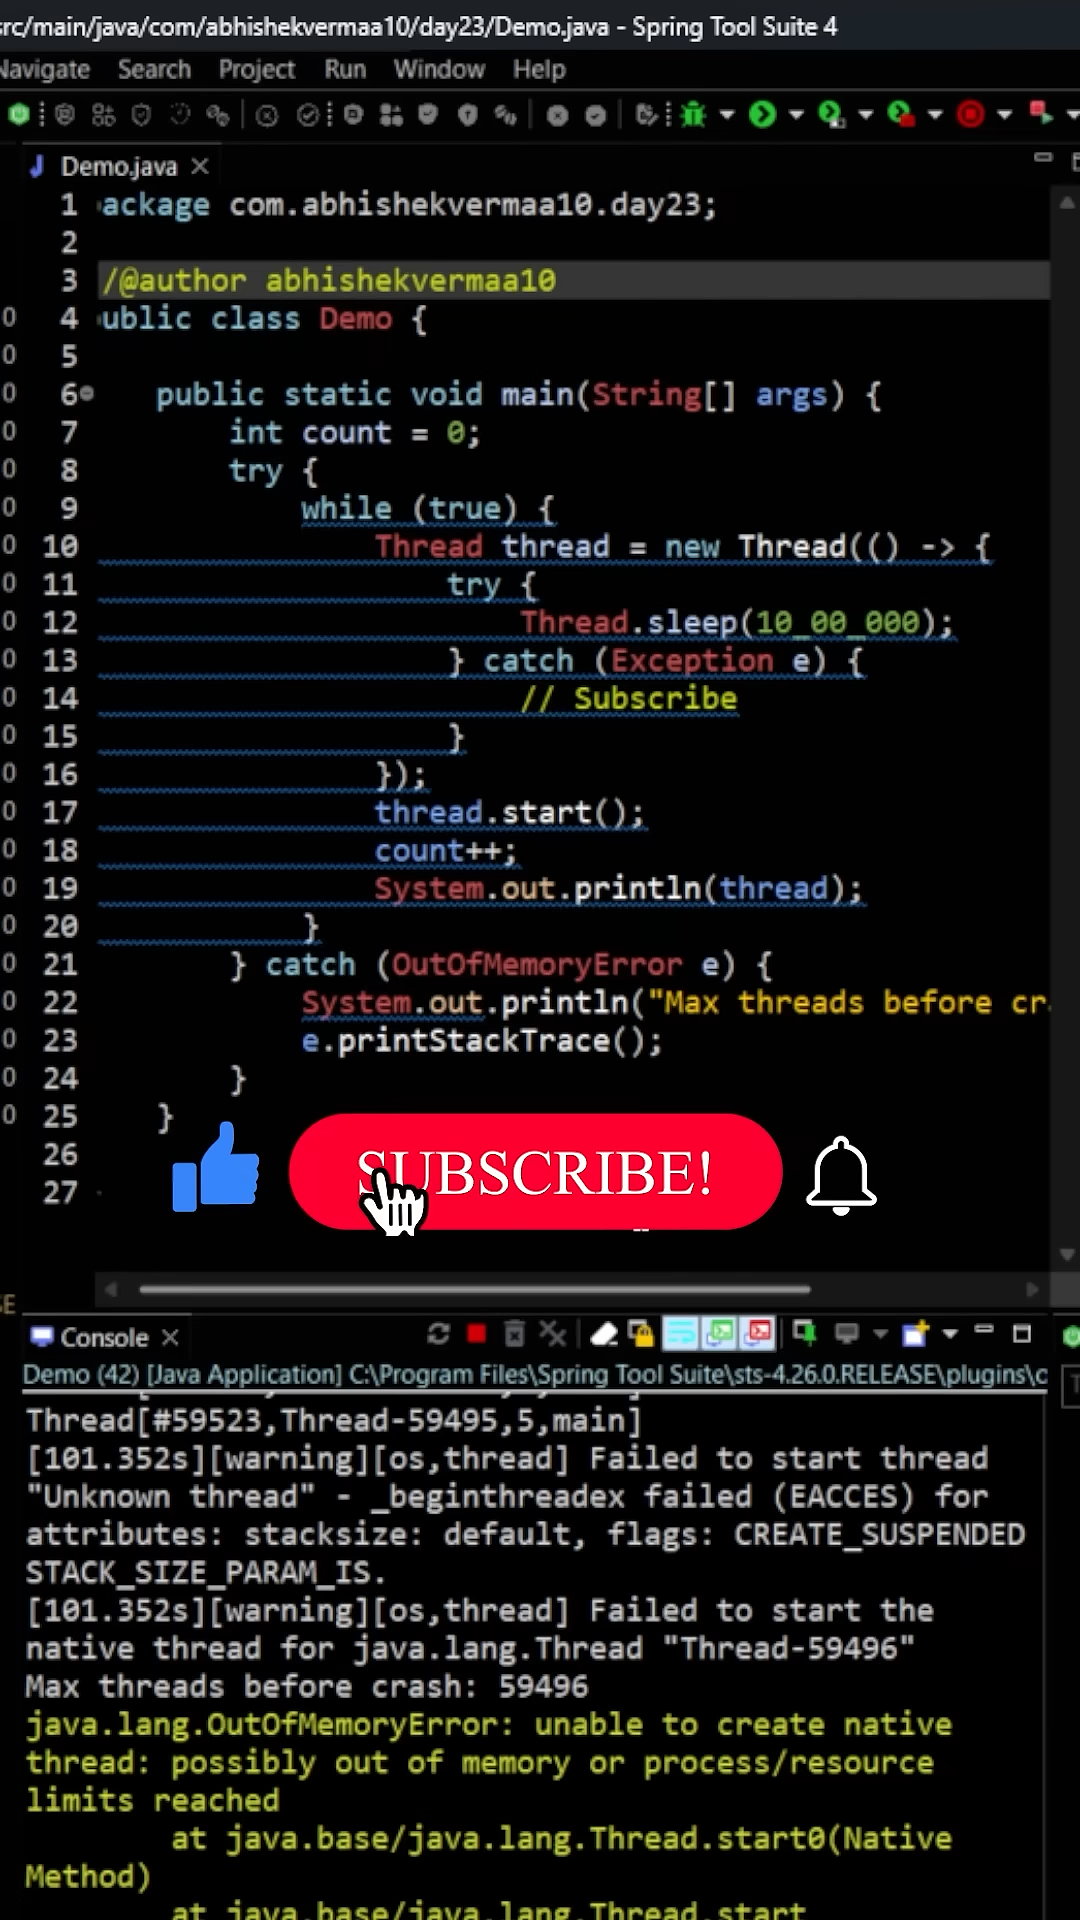 src/main/java/com/abhishekvermaa10/day23/Demo.java - Spring Tool Suite 4
Navigate Search Project Run Window Help
Demo.java
1 ackage com.abhishekvermaa10.day23;
2
3 /@author abhishekvermaa10
4 ublic class Demo {
5
6 public static void main(String[] args) {
7 int count = 0;
8 try {
9 while (true) {
10 Thread thread = new Thread(() -> {
11 try {
12 Thread.sleep(10_00_000);
13 } catch (Exception e) {
14 // Subscribe
15 }
16 });
17 thread.start();
18 count++;
19 System.out.println(thread);
20 }
21 } catch (OutOfMemoryError e) {
22 System.out.println("Max threads before cr
23 e.printStackTrace();
24 }
25 }
26
27
SUBSCRIBE!
Console
Demo (42) [Java Application] C:\Program Files\Spring Tool Suite\sts-4.26.0.RELEASE\plugins\o
Thread[#59523,Thread-59495,5,main]
[101.352s][warning][os,thread] Failed to start thread
"Unknown thread" - _beginthreadex failed (EACCES) for
attributes: stacksize: default, flags: CREATE_SUSPENDED
STACK_SIZE_PARAM_IS.
[101.352s][warning][os,thread] Failed to start the
native thread for java.lang.Thread "Thread-59496"
Max threads before crash: 59496
java.lang.OutOfMemoryError: unable to create native
thread: possibly out of memory or process/resource
limits reached
at java.base/java.lang.Thread.start0(Native
Method)
at java.base/java.lang.Thread.start